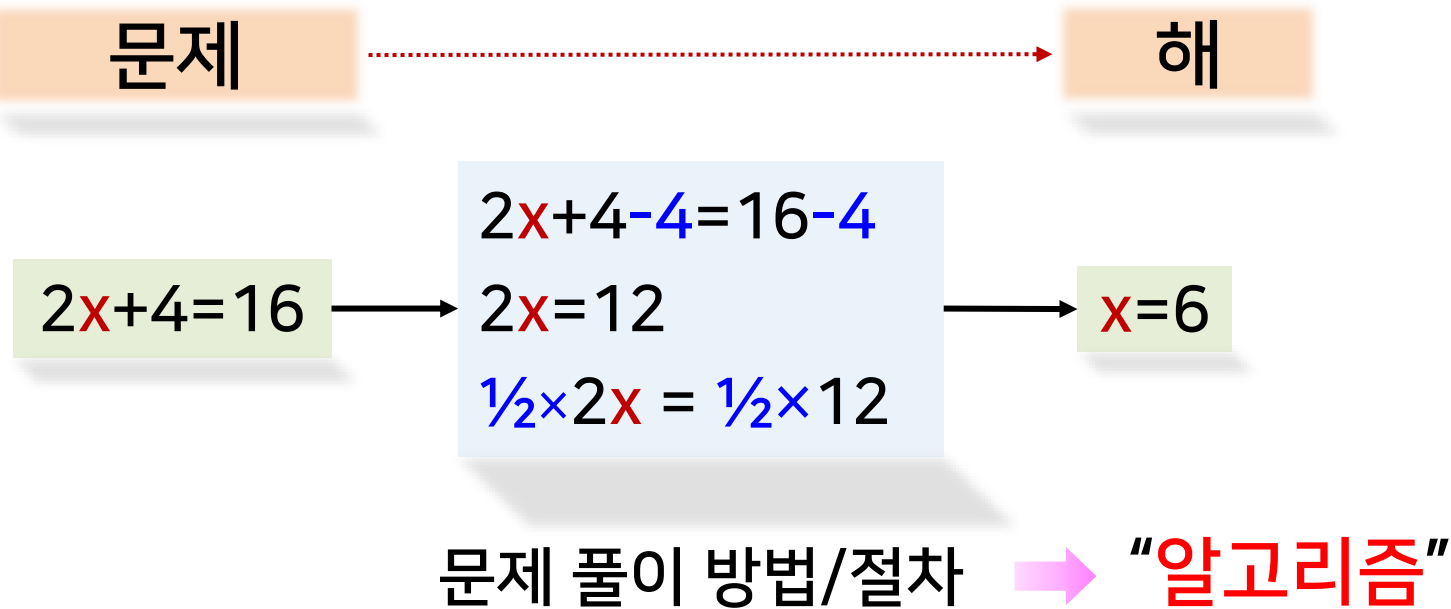 문제
해
2x+4=16
2x+4-4=16-4
2x=12
½×2x = ½×12
x=6
문제 풀이 방법/절차
“알고리즘”